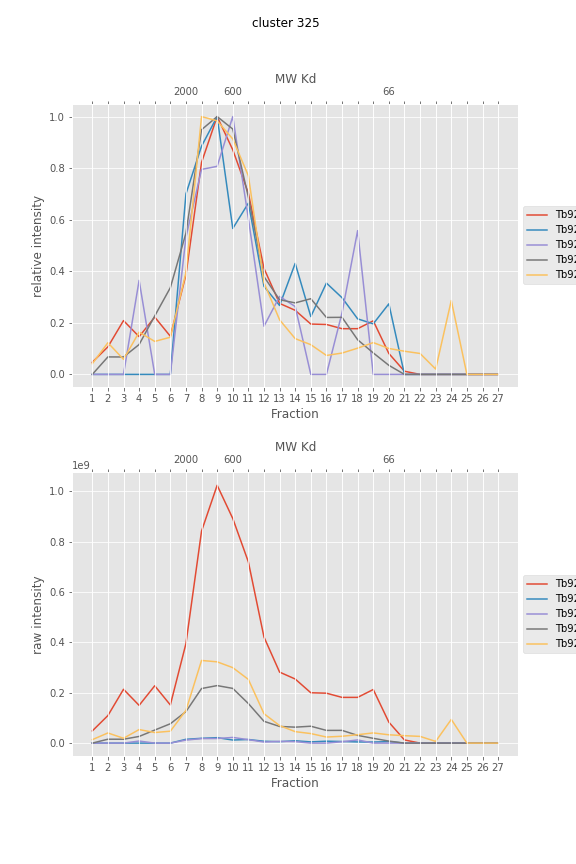 cluster 325
MW Kd
2000 600 66
1.0
0.8
0.6
0.4
0.2
0.0
relative intensity
1 2 3 4 5 6 7 8 9 10 11 12 13 14 15 16 17 18 19 20 21 22 23 24 25 26 27
Fraction
Tb92
Tb92
Tb92
Tb92
Tb92
MW Kd
1e9
2000 600 66
1.0
0.8
0.6
0.4
0.2
0.0
raw intensity
1 2 3 4 5 6 7 8 9 10 11 12 13 14 15 16 17 18 19 20 21 22 23 24 25 26 27
Fraction
Tb92
Tb92
Tb92
Tb92
Tb92